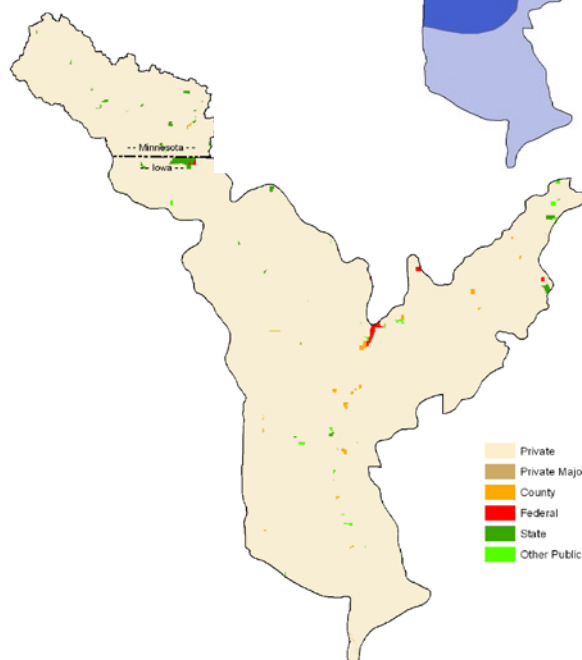 -- Minnesota --
-- Iowa --
Private
Private Majo
County
Federal
State
Other Public